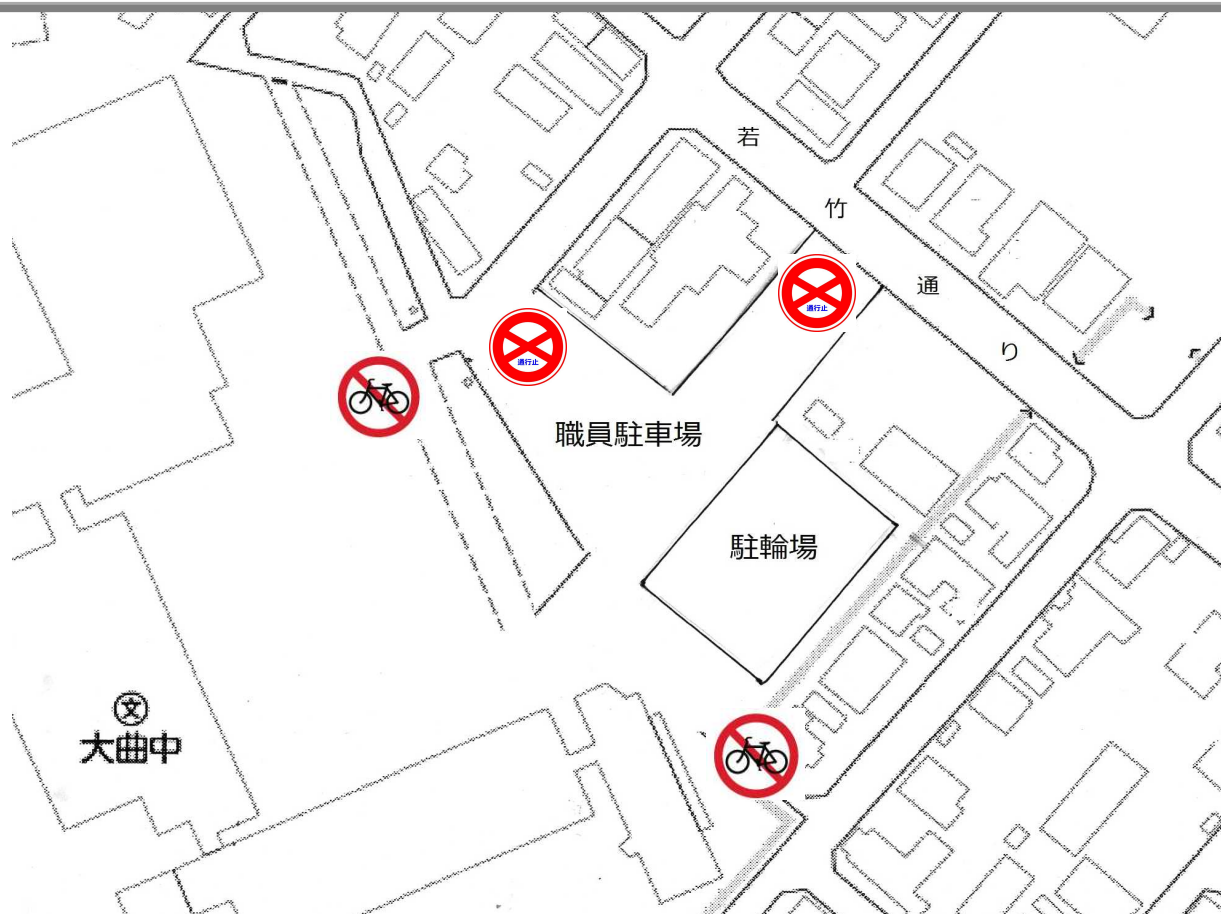 若竹通り
通行止
通行止
職員駐車場
駐輪場
文
大曲中